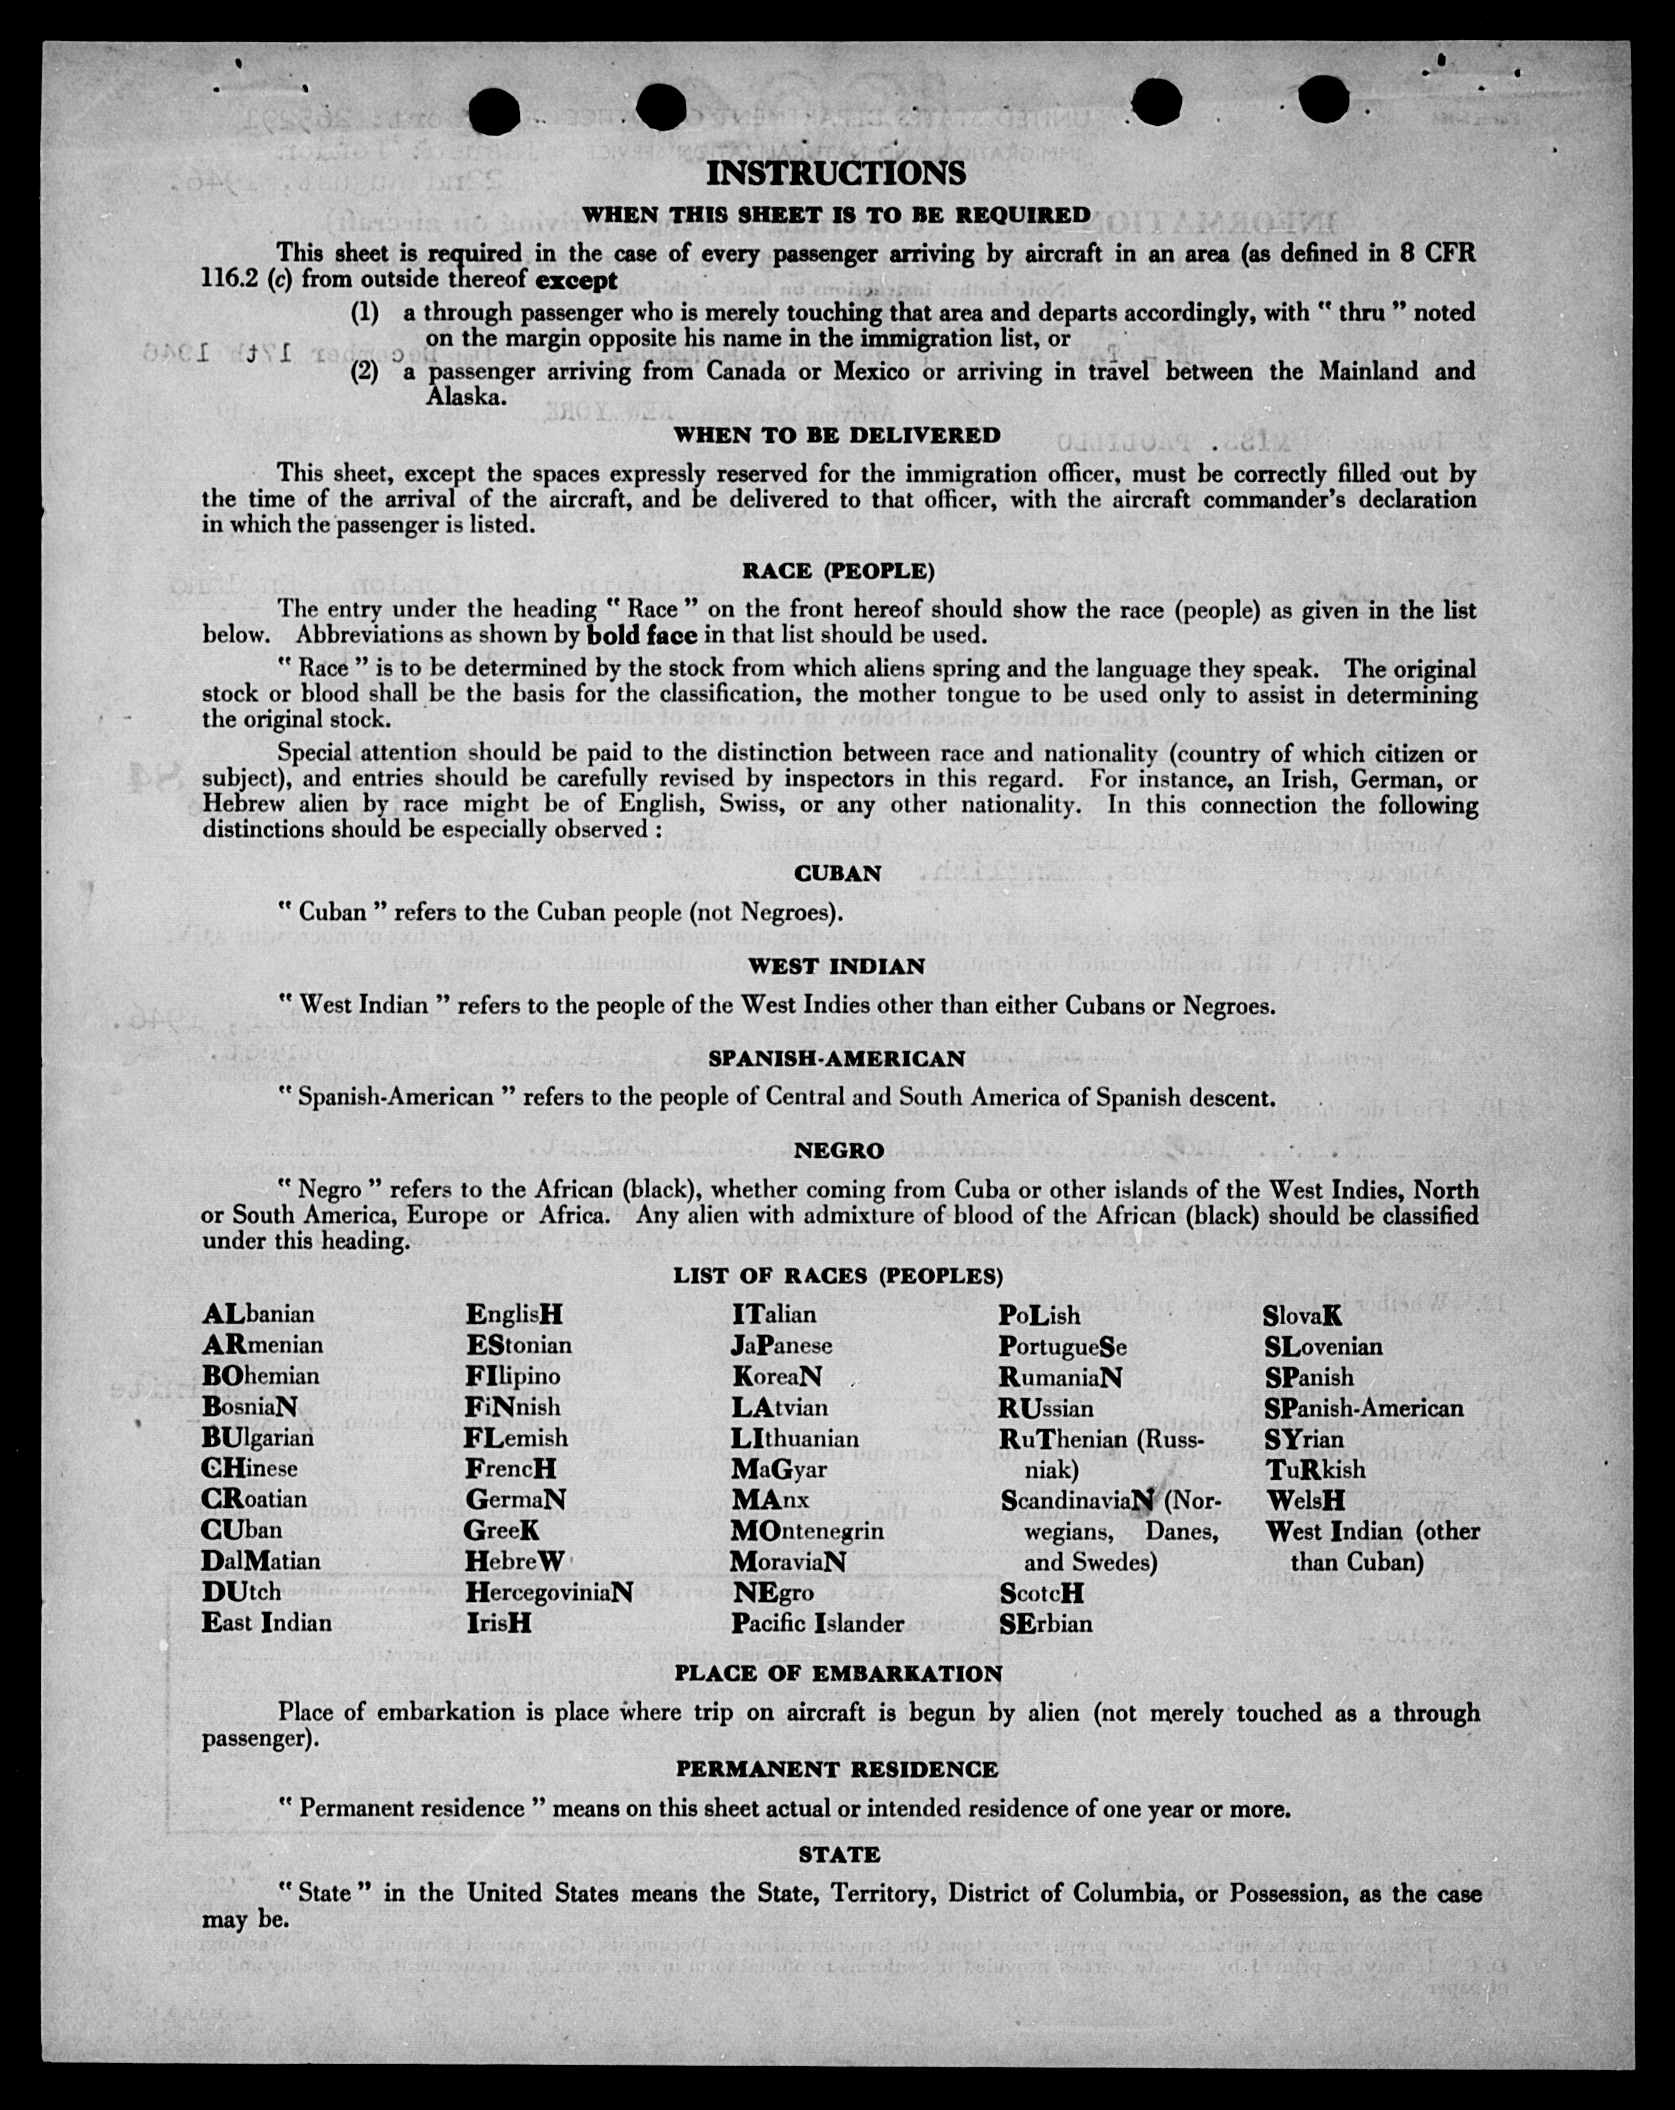 INSTRUCTIONS
WHEN THIS SHEET IS TO BE REQUIRED
This sheet is required in the case of every passenger arriving by aircraft in an area (as defined in 8 CFR
116.2 (c) from outside thereof except
(1) a through passenger who is merely touching that area and departs accordingly, with " thru " noted
on the margin opposite his name in the immigration list, or
(2) a passenger arriving from Canada or Mexico or arriving in travel between the Mainland and
Alaska.
WHEN TO BE DELIVERED
This sheet, except the spaces expressly reserved for the immigration officer, must be correctly filled out by
the time of the arrival of the aircraft, and be delivered to that officer, with the aircraft commander's declaration
in which the passenger is listed.
RACE (PEOPLE)
The entry under the heading " Race " on the front hereof should show the race (people) as given in the list
below. Abbreviations as shown by bold face in that list should be used.
" Race " is to be determined by the stock from which aliens spring and the language they speak. The original
stock or blood shall be the basis for the classification, the mother tongue to be used only to assist in determining
the original stock.
Special attention should be paid to the distinction between race and nationality (country of which citizen or
subject), and entries should be carefully revised by inspectors in this regard. For instance, an Irish, German, or
Hebrew alien by race might be of English, Swiss, or any other nationality. In this connection the following
distinctions should be especially observed :
CUBAN
" Cuban " refers to the Cuban people (not Negroes).
WEST INDIAN
" West Indian " refers to the people of the West Indies other than either Cubans or Negroes.
SPANISH-AMERICAN
" Spanish-American " refers to the people of Central and South America of Spanish descent.
NEGRO
" Negro " refers to the African (black), whether coming from Cuba or other islands of the West Indies, North
or South America, Europe or Africa. Any alien with admixture of blood of the African (black) should be classified
under this heading.
LIST OF RACES (PEOPLES)
ALbanian
ARmenian
BOhemian
BosniaN
BUlgarian
CHinese
CRoatian
CUban
DalMatian
DUtch
East Indian
EnglisH
EStonian
FIlipino
FiNnish
FLemish
FrencH
GermaN
GreeK
HebreW
HercegoviniaN
IrisH
ITalian
JaPanese
KoreaN
LAtvian
LIthuanian
MaGyar
MAnx
MOntenegrin
MoraviaN
NEgro
Pacific Islander
PoLish
PortugueSe
RumaniaN
RUssian
RuThenian (Russ-
niak)
ScandinaviaN (Nor-
wegians, Danes,
and Swedes)
ScotcH
SErbian
SlovaK
SLovenian
SPanish
SPanish-American
SYrian
TuRkish
WelsH
West Indian (other
than Cuban)
PLACE OF EMBARKATION
Place of embarkation is place where trip on aircraft is begun by alien (not merely touched as a through
passenger).
PERMANENT RESIDENCE
" Permanent residence " means on this sheet actual or intended residence of one year or more.
STATE
" State " in the United States means the State, Territory, District of Columbia, or Possession, as the case
may be.